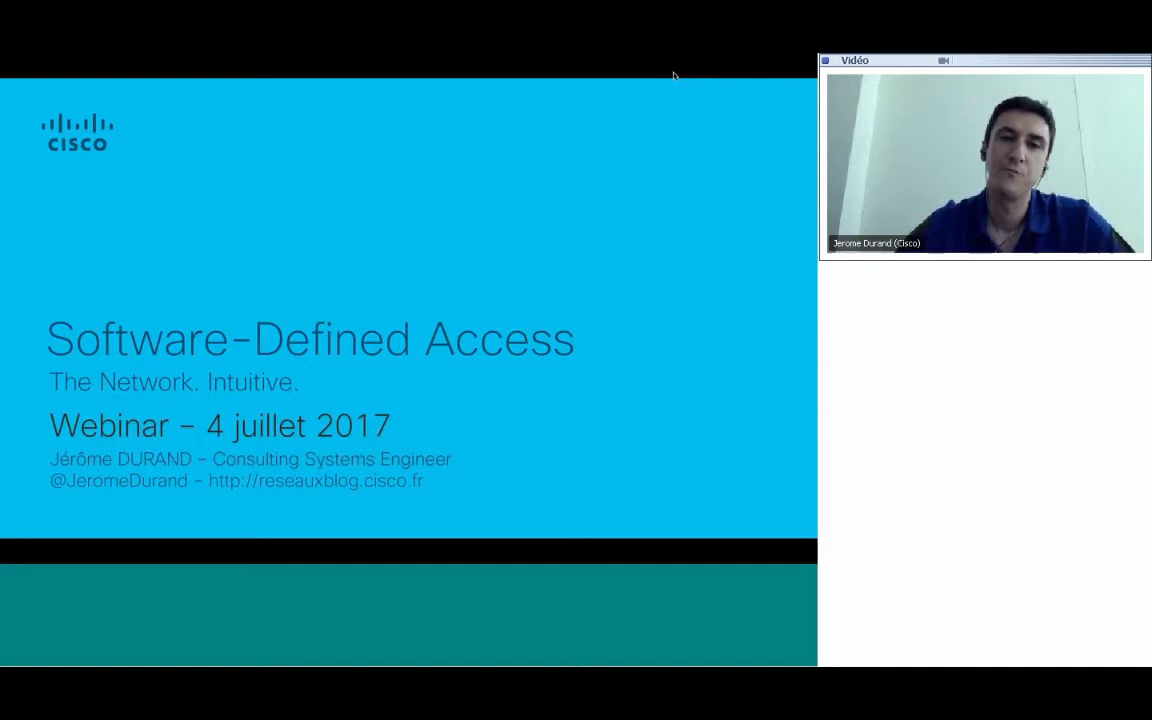 CISCO
Software-Defined Access
The Network. Intuitive.
Webinar – 4 juillet 2017
Jérôme DURAND – Consulting Systems Engineer
@JeromeDurand – http://reseauxblog.cisco.fr
Vidéo
Jerome Durand (Cisco)